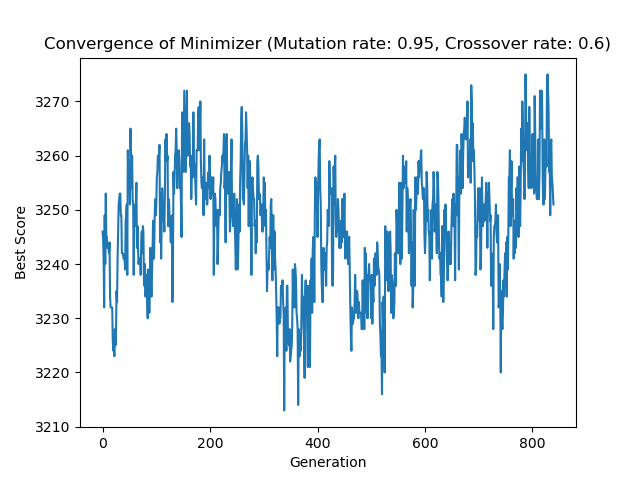 Convergence of Minimizer (Mutation rate: 0.95, Crossover rate: 0.6)
Best Score
3270
3260
3250
3240
3230
3220
3210
0 200 400 600 800
Generation